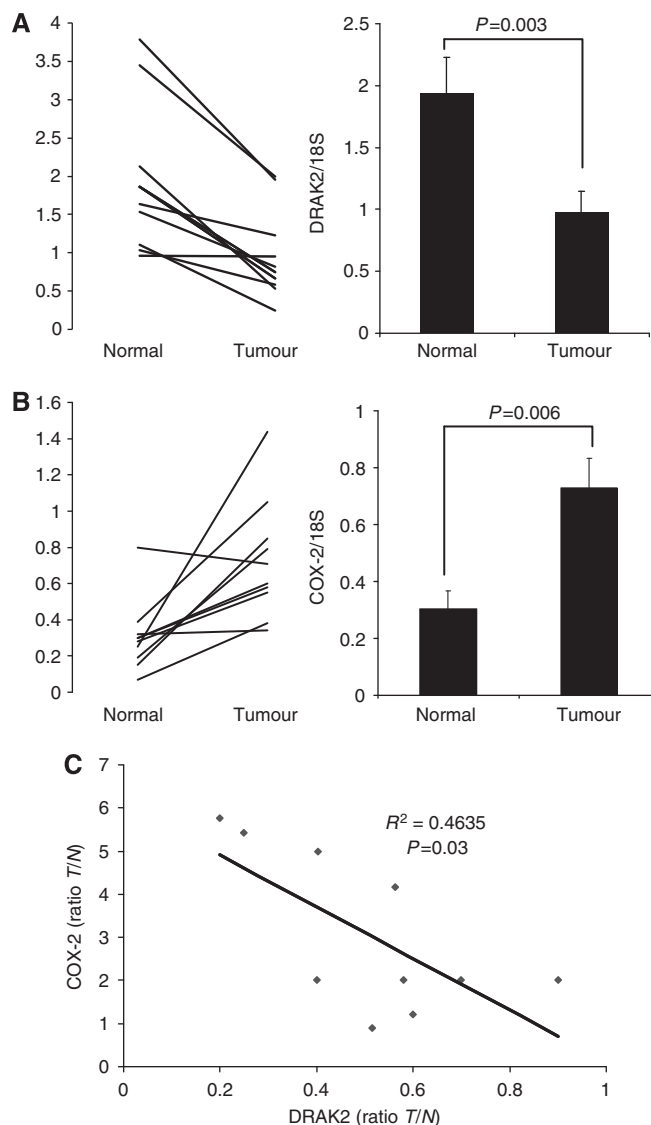 A
4
3.5
3
2.5
2
1.5
1
0.5
0
Normal Tumour
DRAK2/18S
2.5
2
1.5
1
0.5
0
P=0.003
Normal Tumour
B
1.6
1.4
1.2
1
0.8
0.6
0.4
0.2
0
Normal Tumour
COX-2/18S
1
0.8
0.6
0.4
0.2
0
P=0.006
Normal Tumour
C
COX-2 (ratio T/N)
7
6
5
4
3
2
1
0
R² = 0.4635
P=0.03
0 0.2 0.4 0.6 0.8 1
DRAK2 (ratio T/N)